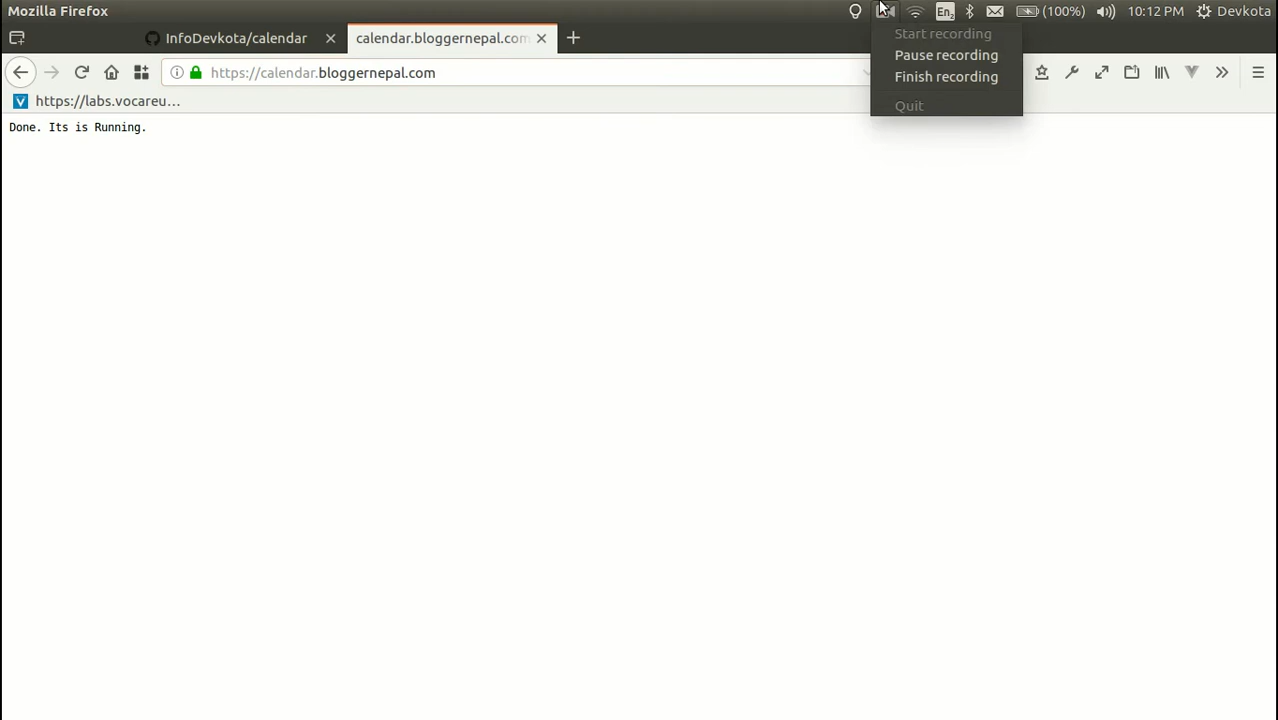 Mozilla Firefox
En2 (100%) 10:12 PM Devkota
InfoDevkota/calendar
calendar.bloggernepal.com
Start recording
Pause recording
Finish recording
Quit
https://calendar.bloggernepal.com
https://labs.vocareu…
Done. Its is Running.